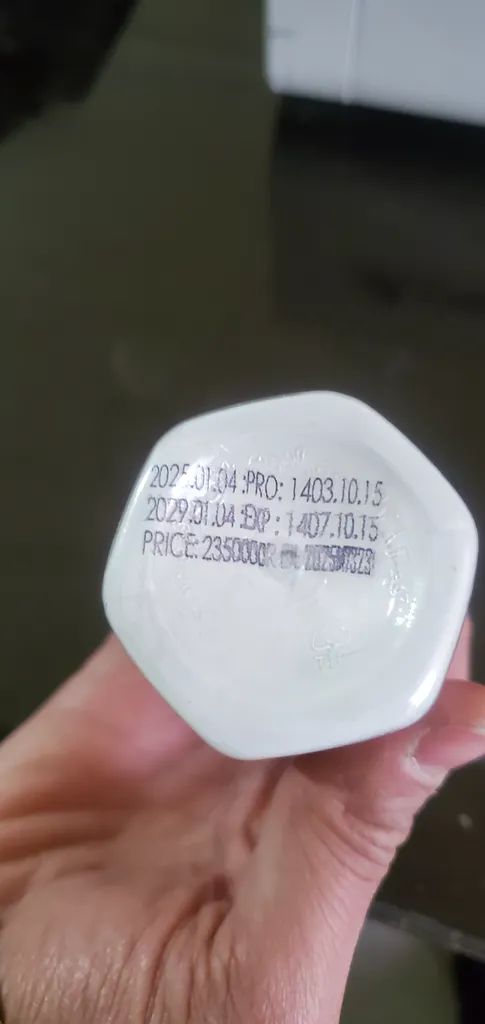 2025.01.04 :PRO: 1403.10.15
2029.01.04 :EXP : 1407.10.15
PRICE: 2350000R